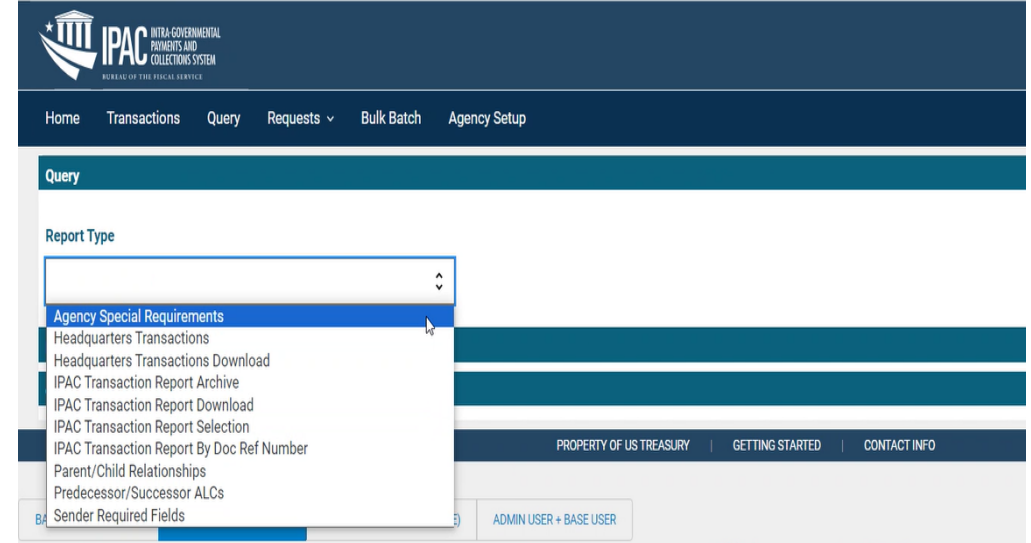 IPAC
INTRA-GOVERNMENTAL
PAYMENTS AND
COLLECTIONS SYSTEM
BUREAU OF THE FISCAL SERVICE
Home Transactions Query Requests Bulk Batch Agency Setup
Query
Report Type
Agency Special Requirements
Headquarters Transactions
Headquarters Transactions Download
IPAC Transaction Report Archive
IPAC Transaction Report Download
IPAC Transaction Report Selection
IPAC Transaction Report By Doc Ref Number
Parent/Child Relationships
Predecessor/Successor ALCs
Sender Required Fields
PROPERTY OF US TREASURY | GETTING STARTED | CONTACT INFO
ADMIN USER + BASE USER